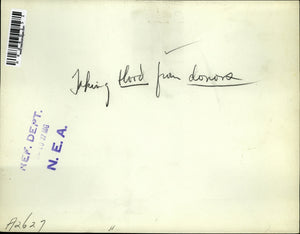 Taking blood from donors
REF. DEPT.
N. E. A.
A2627
"